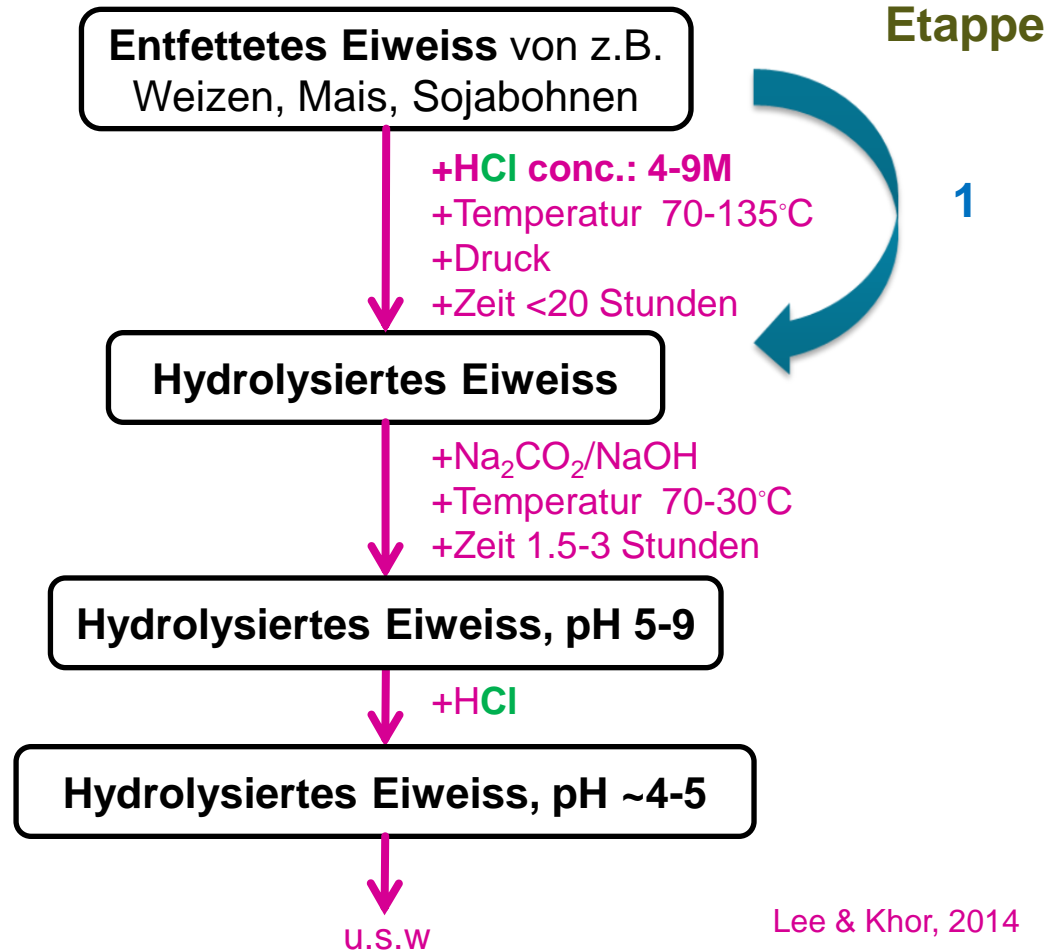 Etappe
Entfettetes Eiweiss von z.B.
Weizen, Mais, Sojabohnen
+HCl conc.: 4-9M
+Temperatur 70-135°C
+Druck
+Zeit <20 Stunden
1
Hydrolysiertes Eiweiss
+Na₂CO₂/NaOH
+Temperatur 70-30°C
+Zeit 1.5-3 Stunden
Hydrolysiertes Eiweiss, pH 5-9
+HCl
Hydrolysiertes Eiweiss, pH ~4-5
u.s.w
Lee & Khor, 2014